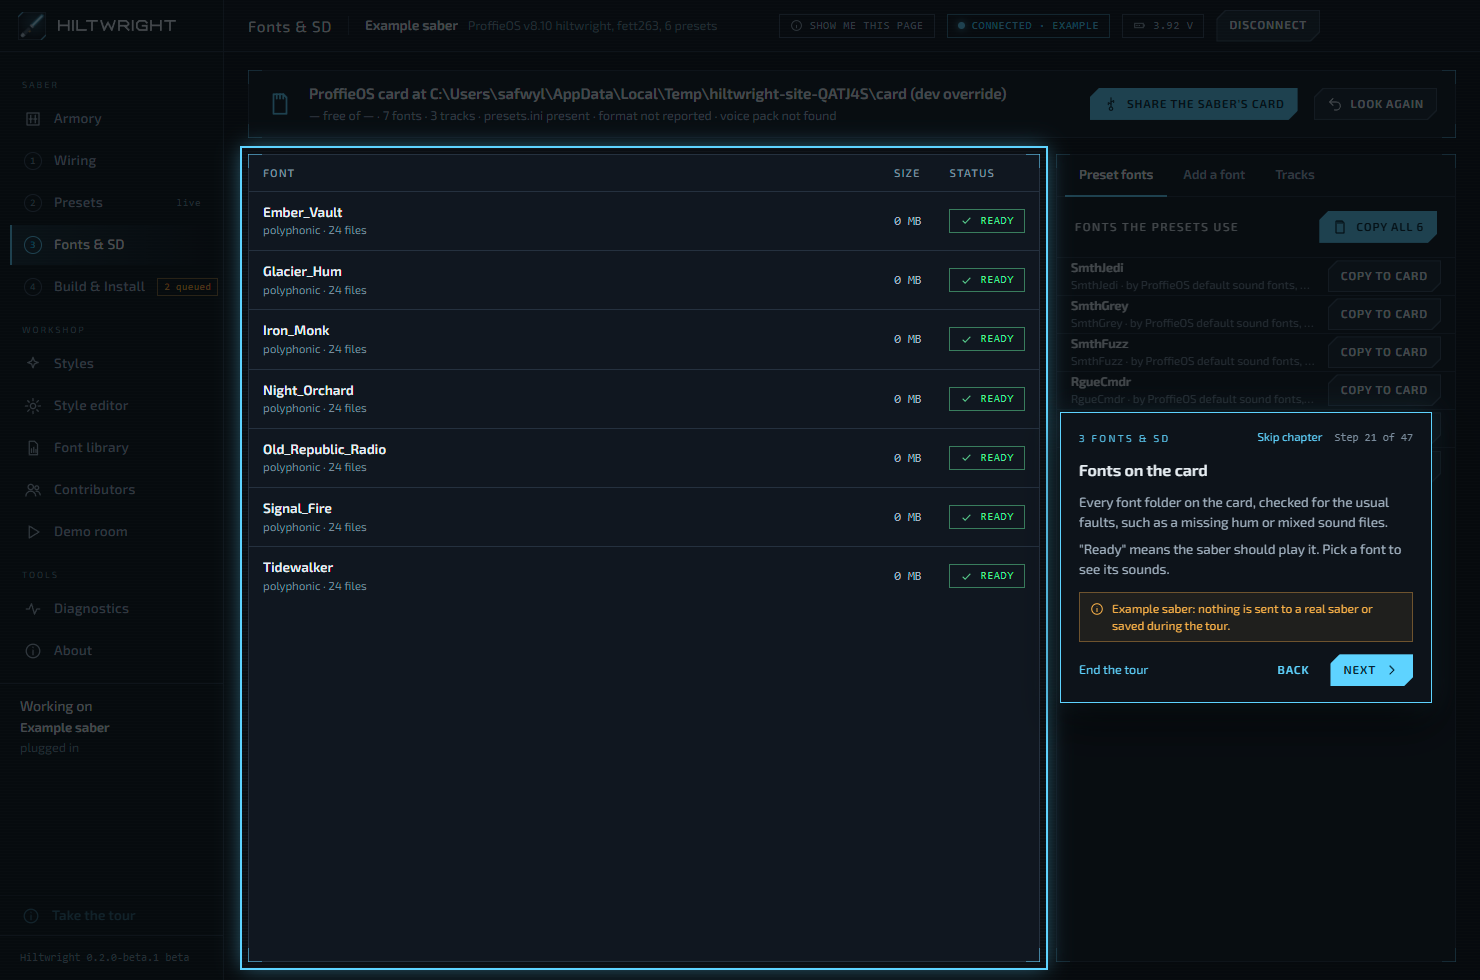 HILTWRIGHT
Fonts & SD
Example saber
ProffieOS v8.10 hiltwright, fett263, 6 presets
SHOW ME THIS PAGE
CONNECTED · EXAMPLE
3.92 V
DISCONNECT
SABER
Armory
1 Wiring
2 Presets live
3 Fonts & SD
4 Build & Install 2 queued
WORKSHOP
Styles
Style editor
Font library
Contributors
Demo room
TOOLS
Diagnostics
About
Working on
Example saber
plugged in
Take the tour
Hiltwright 0.2.0-beta.1 beta
ProffieOS card at C:\Users\safwyl\AppData\Local\Temp\hiltwright-site-QATJ4S\card (dev override)
— free of — · 7 fonts · 3 tracks · presets.ini present · format not reported · voice pack not found
SHARE THE SABER'S CARD
LOOK AGAIN
FONT SIZE STATUS
Ember_Vault
polyphonic · 24 files
0 MB
READY
Glacier_Hum
polyphonic · 24 files
0 MB
READY
Iron_Monk
polyphonic · 24 files
0 MB
READY
Night_Orchard
polyphonic · 24 files
0 MB
READY
Old_Republic_Radio
polyphonic · 24 files
0 MB
READY
Signal_Fire
polyphonic · 24 files
0 MB
READY
Tidewalker
polyphonic · 24 files
0 MB
READY
Preset fonts
Add a font
Tracks
FONTS THE PRESETS USE
COPY ALL 6
SmthJedi
SmthJedi · by ProffieOS default sound fonts, ...
COPY TO CARD
SmthGrey
SmthGrey · by ProffieOS default sound fonts, ...
COPY TO CARD
SmthFuzz
SmthFuzz · by ProffieOS default sound fonts, ...
COPY TO CARD
RgueCmdr
RgueCmdr · by ProffieOS default sound fonts, ...
COPY TO CARD
3 FONTS & SD
Skip chapter
Step 21 of 47
Fonts on the card
Every font folder on the card, checked for the usual
faults, such as a missing hum or mixed sound files.
"Ready" means the saber should play it. Pick a font to
see its sounds.
Example saber: nothing is sent to a real saber or
saved during the tour.
End the tour
BACK
NEXT